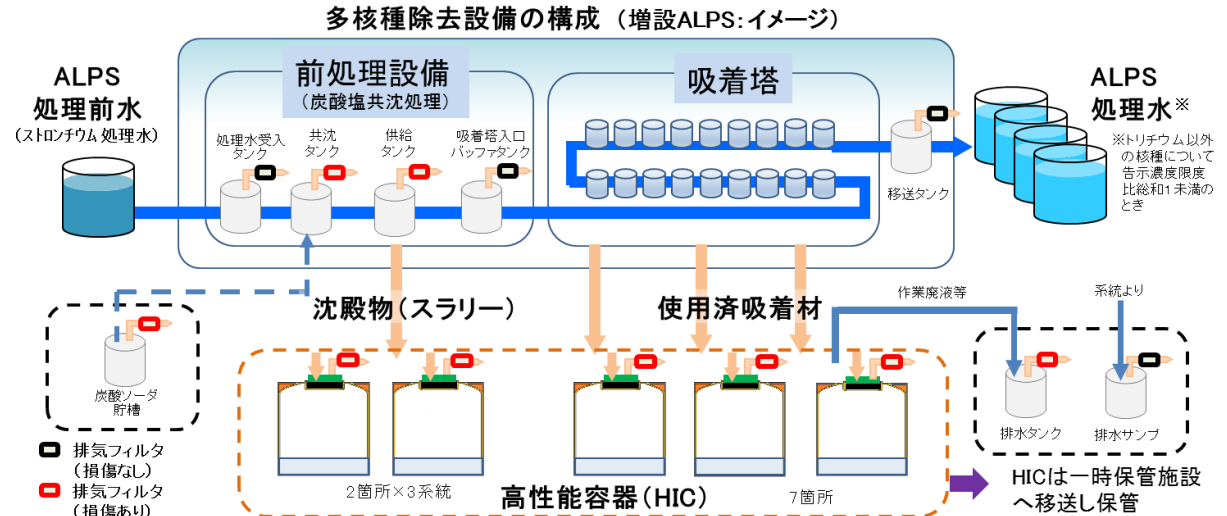 多核種除去設備の構成（増設ALPS：イメージ）
ALPS
処理前水
（ストロンチウム処理水）
前処理設備
（炭酸塩共沈処理）
処理水受入
タンク
共沈
タンク
供給
タンク
吸着塔入口
バッファタンク
吸着塔
移送タンク
ALPS
処理水※
※トリチウム以外
の核種について
告示濃度限度
比総和1未満の
とき
沈殿物（スラリー）
使用済吸着材
作業廃液等
系統より
炭酸ソーダ
貯槽
排水タンク
排水サンプ
排気フィルタ
（損傷なし）
排気フィルタ
（損傷あり）
2箇所×3系統
高性能容器（HIC）
7箇所
HICは一時保管施設
へ移送し保管